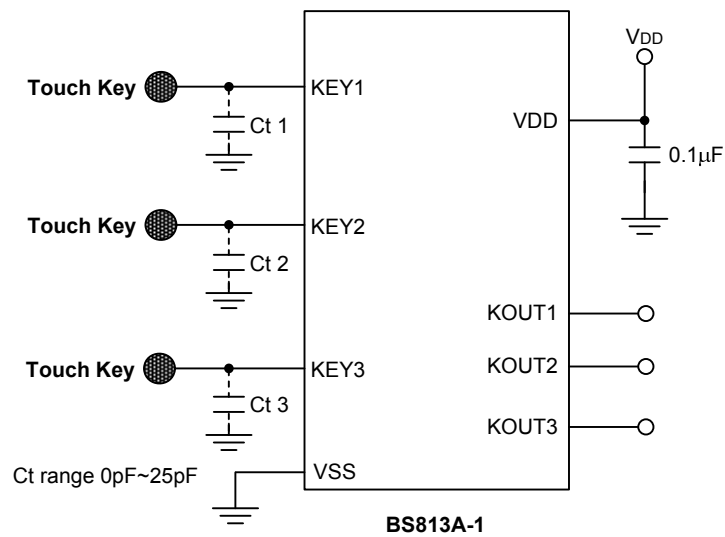 VDD
Touch Key
KEY1
VDD
Ct 1
0.1μF
Touch Key
KEY2
Ct 2
KOUT1
Touch Key
KEY3
KOUT2
Ct 3
KOUT3
Ct range 0pF~25pF
VSS
BS813A-1